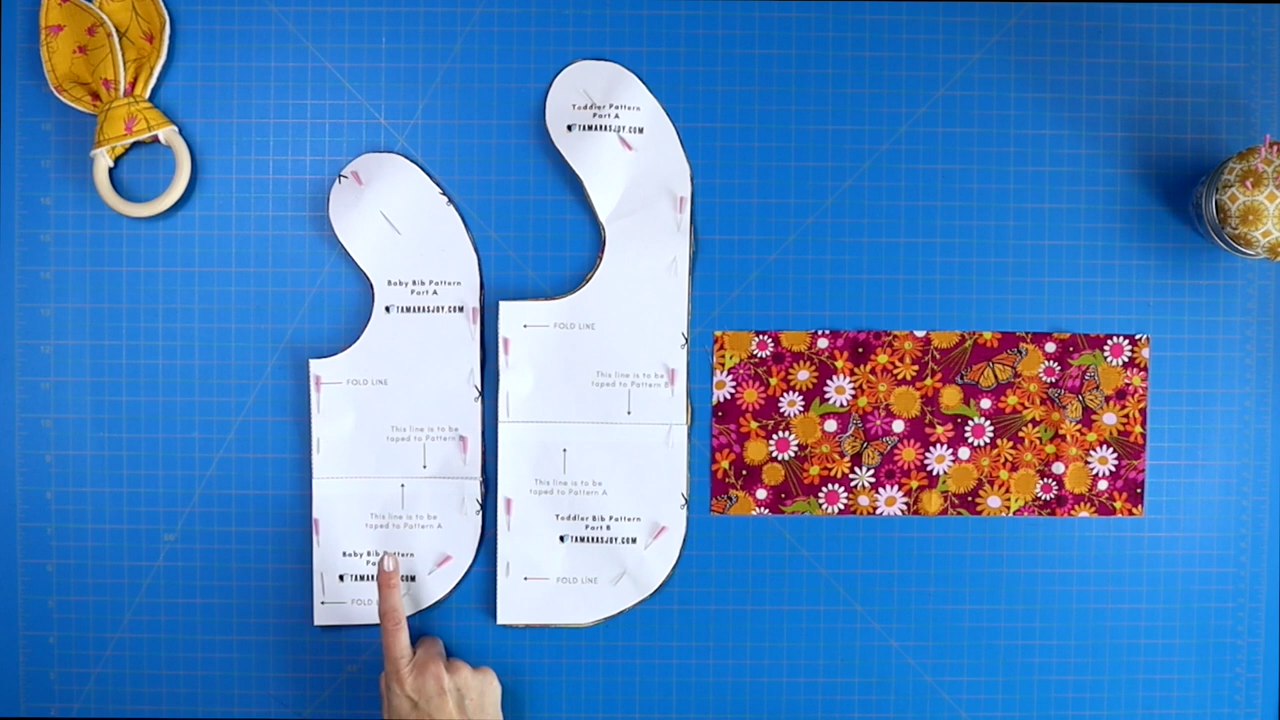 Baby Bib Pattern
Part A
TAMARASJOY.COM
FOLD LINE
This line is to be
taped to Pattern B
This line is to be
taped to Pattern A
Baby Bib Pattern
TAMARASJOY.COM
FOLD
Toddler Pattern
Part A
TAMARASJOY.COM
FOLD LINE
This line is to be
taped to Pattern B
This line is to be
taped to Pattern A
Toddler Bib Pattern
Part B
TAMARASJOY.COM
FOLD LINE